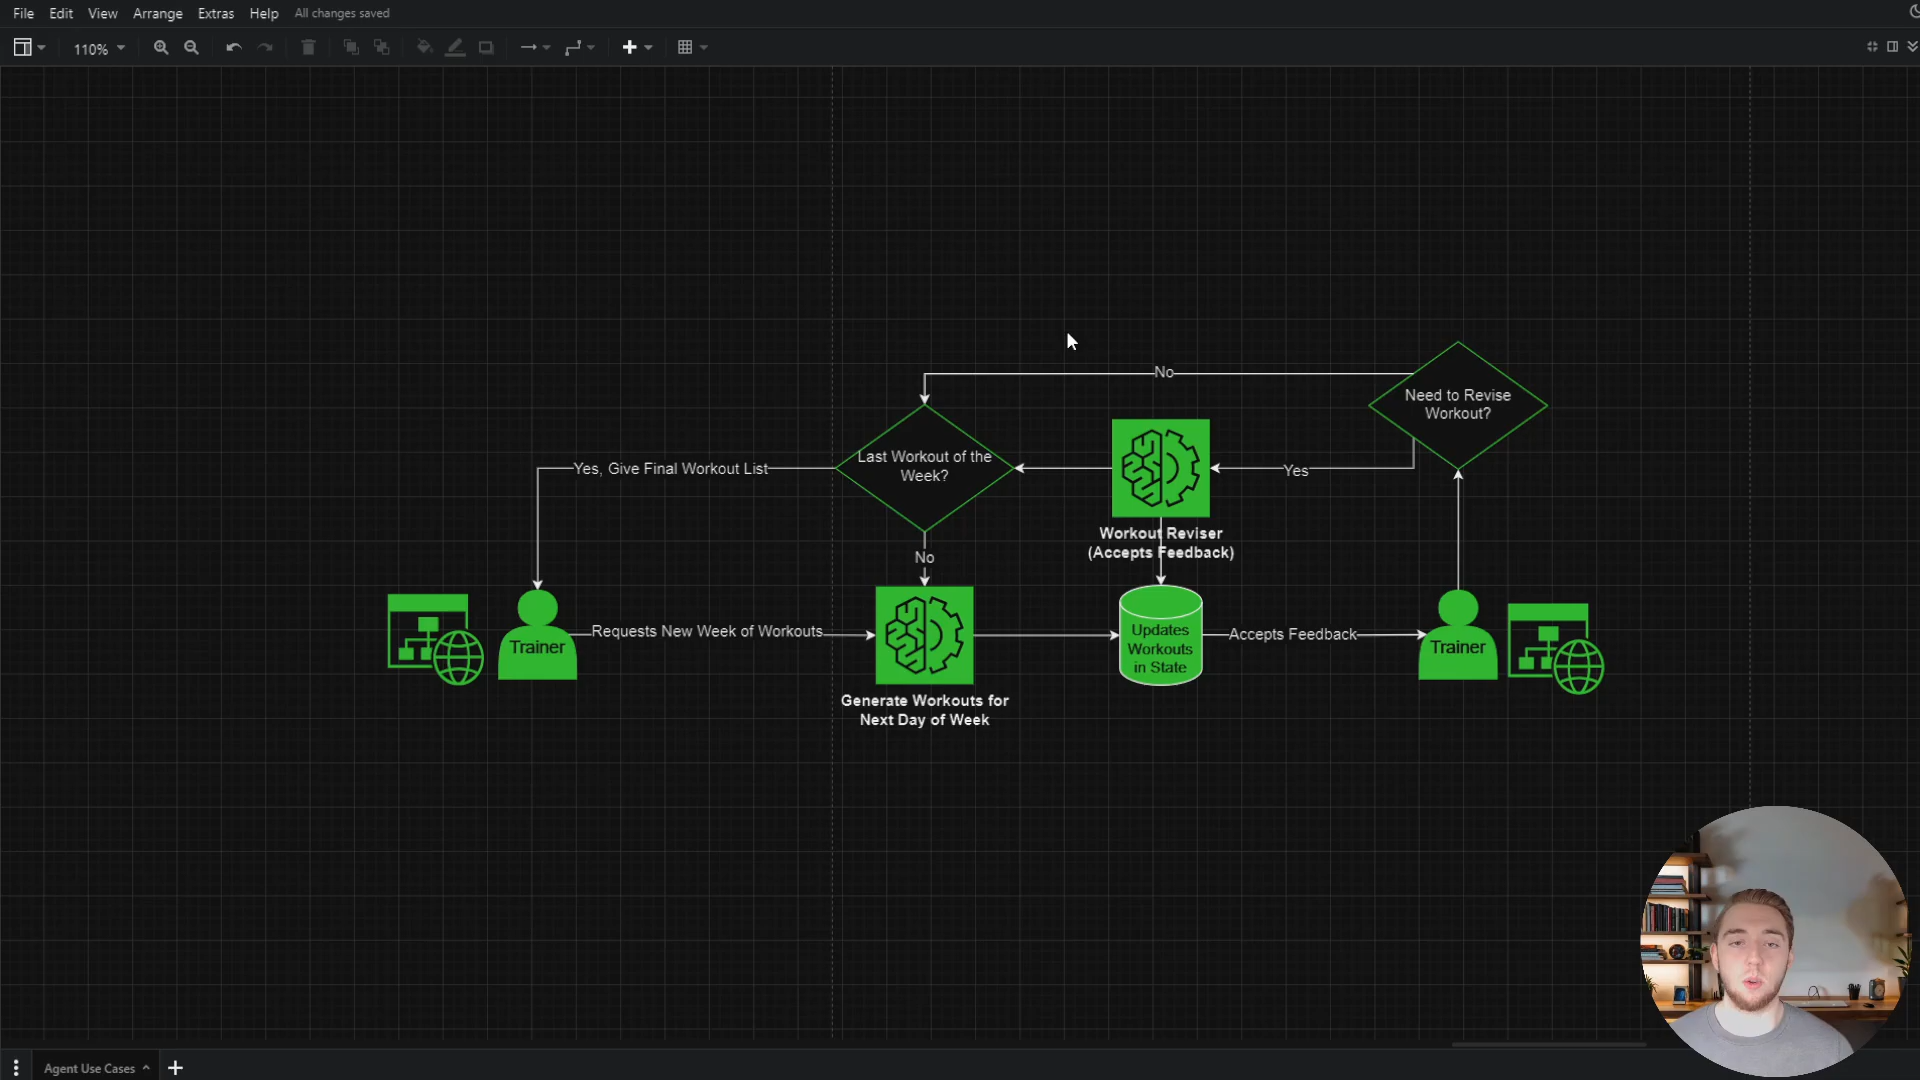 File Edit View Arrange Extras Help All changes saved
110%
No
Need to Revise
Workout?
Last Workout of the
Week?
Yes, Give Final Workout List
Yes
Workout Reviser
(Accepts Feedback)
No
Trainer
Requests New Week of Workouts
Updates
Workouts
in State
Accepts Feedback
Trainer
Generate Workouts for
Next Day of Week
Agent Use Cases